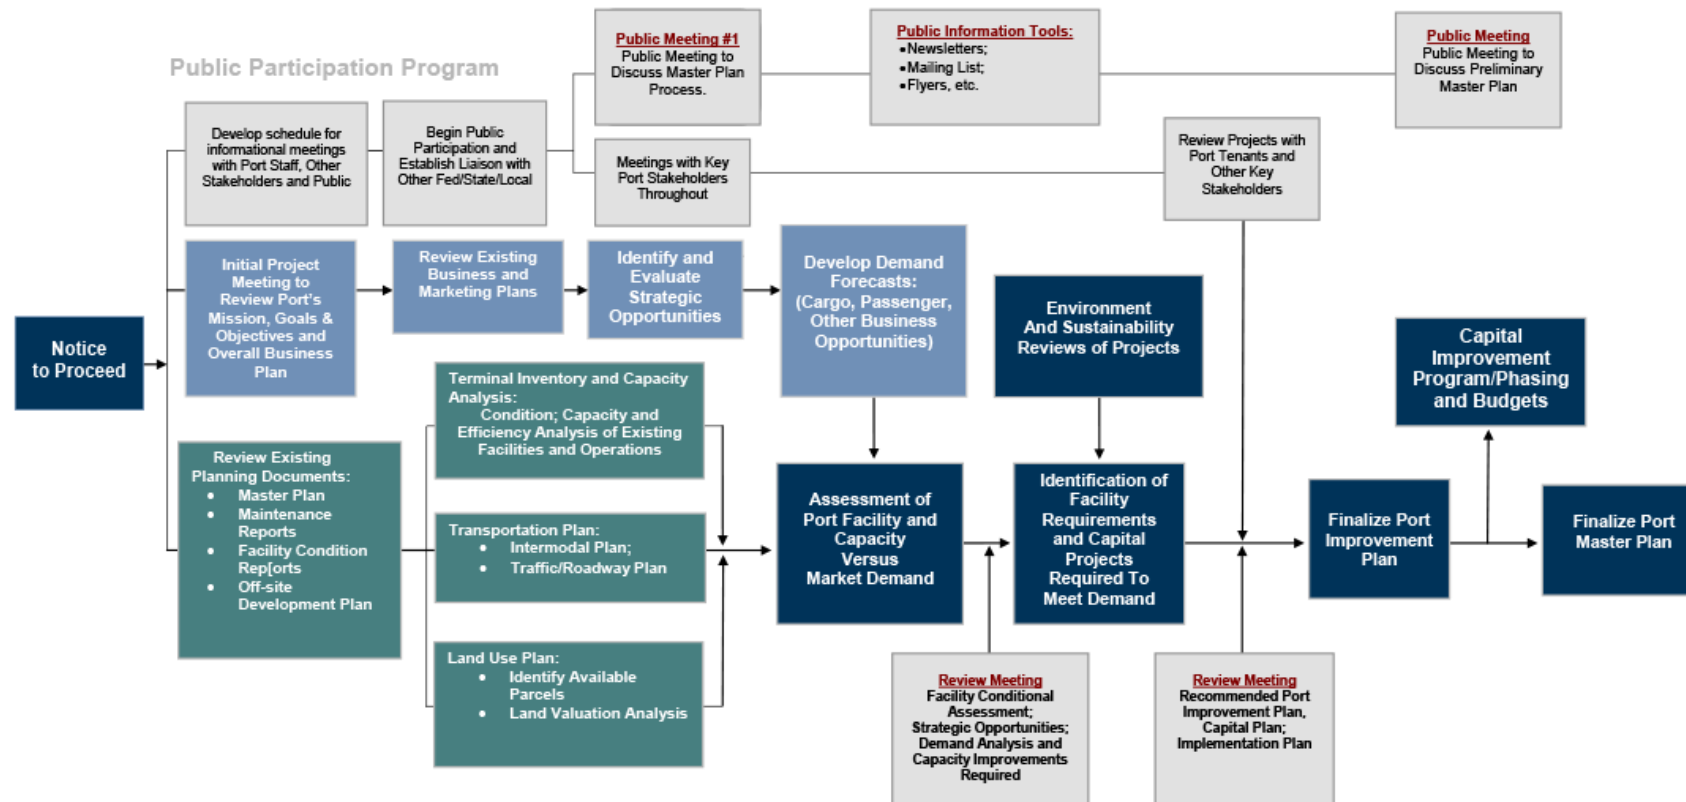 Public Participation Program
Public Meeting #1
Public Meeting to
Discuss Master Plan
Process.
Public Information Tools:
•Newsletters;
•Mailing List;
•Flyers, etc.
Public Meeting
Public Meeting to
Discuss Preliminary
Master Plan
Develop schedule for
informational meetings
with Port Staff, Other
Stakeholders and Public
Begin Public
Participation and
Establish Liaison with
Other Fed/State/Local
Meetings with Key
Port Stakeholders
Throughout
Review Projects with
Port Tenants and
Other Key
Stakeholders
Initial Project
Meeting to
Review Port's
Mission, Goals &
Objectives and
Overall Business
Plan
Review Existing
Business and
Marketing Plans
Identify and
Evaluate
Strategic
Opportunities
Develop Demand
Forecasts:
(Cargo, Passenger,
Other Business
Opportunities)
Environment
And Sustainability
Reviews of Projects
Notice
to Proceed
Capital
Improvement
Program/Phasing
and Budgets
Terminal Inventory and Capacity
Analysis:
Condition; Capacity and
Efficiency Analysis of Existing
Facilities and Operations
Review Existing
Planning Documents:
• Master Plan
• Maintenance
Reports
• Facility Condition
Rep[orts
• Off-site
Development Plan
Transportation Plan:
• Intermodal Plan;
• Traffic/Roadway Plan
Land Use Plan:
• Identify Available
Parcels
• Land Valuation Analysis
Assessment of
Port Facility and
Capacity
Versus
Market Demand
Identification of
Facility
Requirements
and Capital
Projects
Required To
Meet Demand
Finalize Port
Improvement
Plan
Finalize Port
Master Plan
Review Meeting
Facility Conditional
Assessment;
Strategic Opportunities;
Demand Analysis and
Capacity Improvements
Required
Review Meeting
Recommended Port
Improvement Plan,
Capital Plan;
Implementation Plan